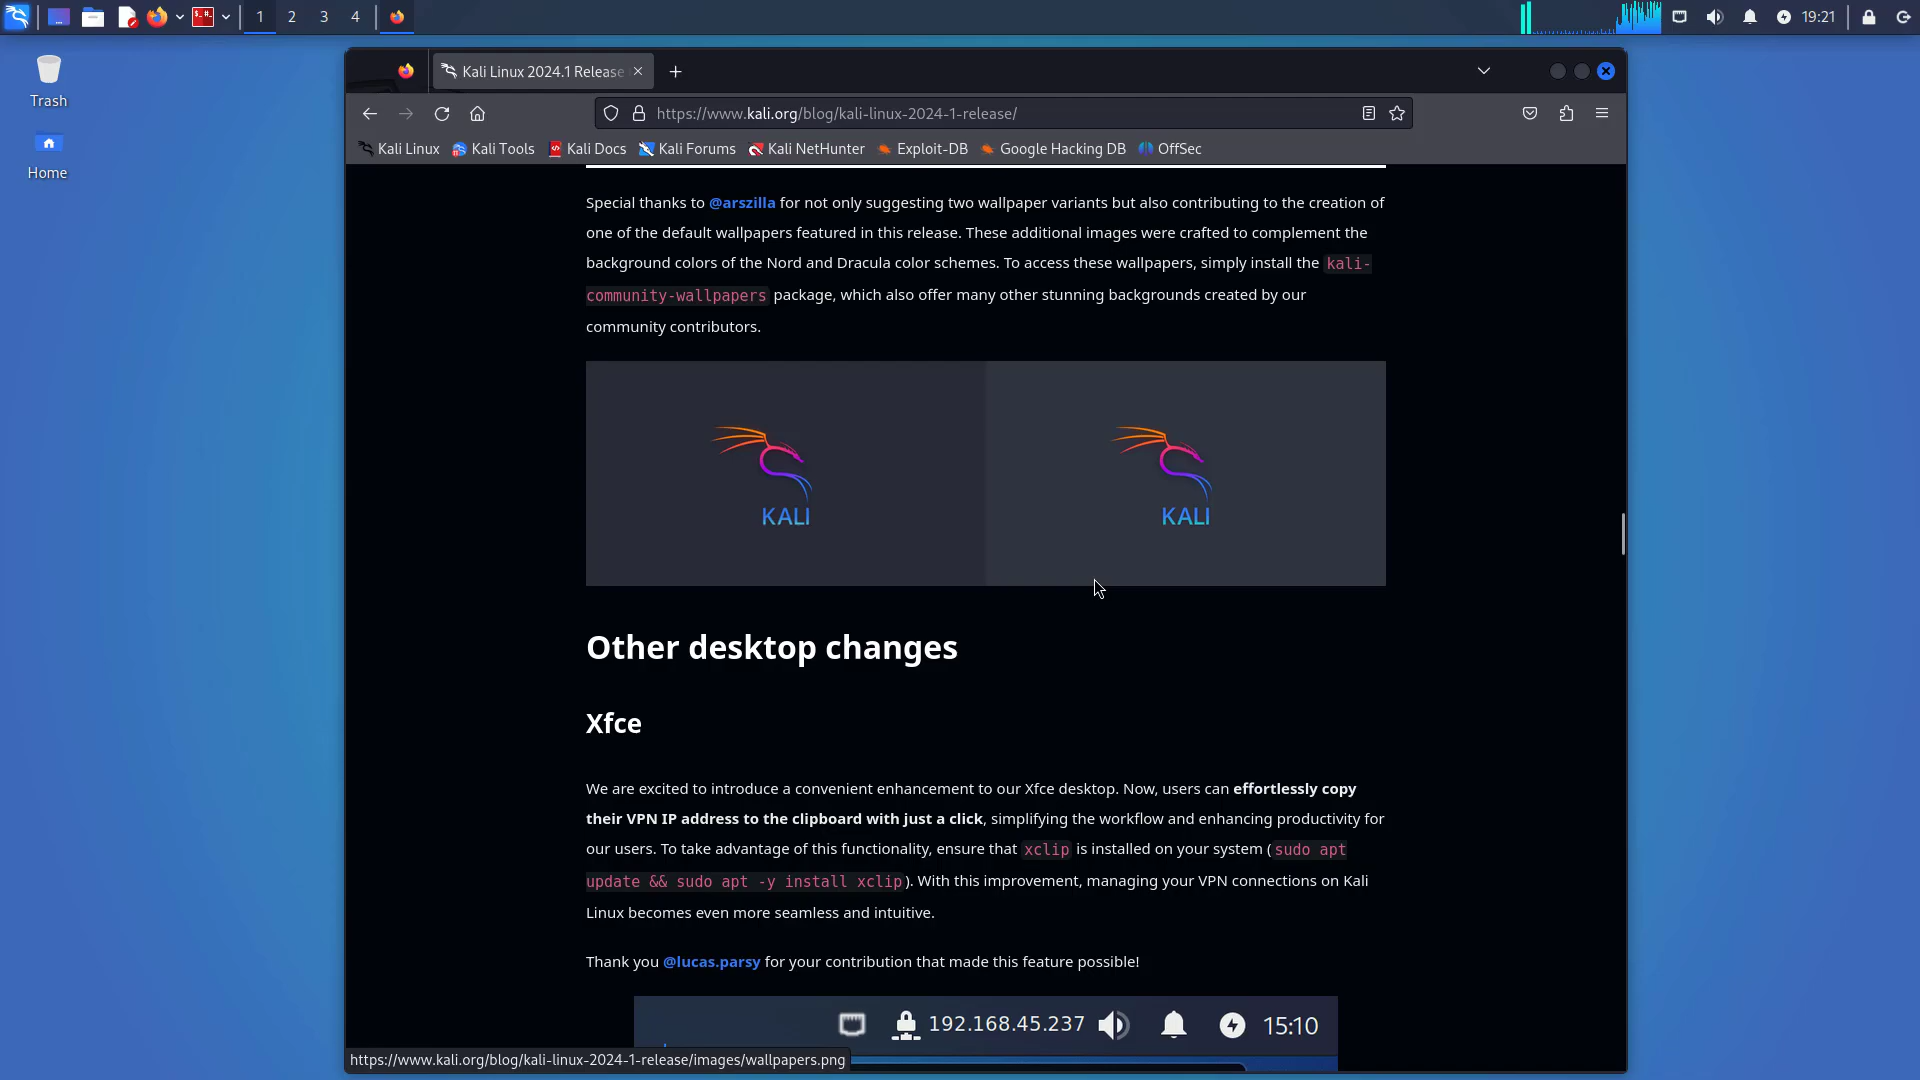 1 2 3 4
19:21
Trash
Home
Kali Linux 2024.1 Release
https://www.kali.org/blog/kali-linux-2024-1-release/
Kali Linux Kali Tools Kali Docs Kali Forums Kali NetHunter Exploit-DB Google Hacking DB OffSec
Special thanks to @arszilla for not only suggesting two wallpaper variants but also contributing to the creation of
one of the default wallpapers featured in this release. These additional images were crafted to complement the
background colors of the Nord and Dracula color schemes. To access these wallpapers, simply install the kali-
community-wallpapers package, which also offer many other stunning backgrounds created by our
community contributors.
KALI KALI
Other desktop changes
Xfce
We are excited to introduce a convenient enhancement to our Xfce desktop. Now, users can effortlessly copy
their VPN IP address to the clipboard with just a click, simplifying the workflow and enhancing productivity for
our users. To take advantage of this functionality, ensure that xclip is installed on your system (sudo apt
update && sudo apt -y install xclip). With this improvement, managing your VPN connections on Kali
Linux becomes even more seamless and intuitive.
Thank you @lucas.parsy for your contribution that made this feature possible!
192.168.45.237 15:10
https://www.kali.org/blog/kali-linux-2024-1-release/images/wallpapers.png